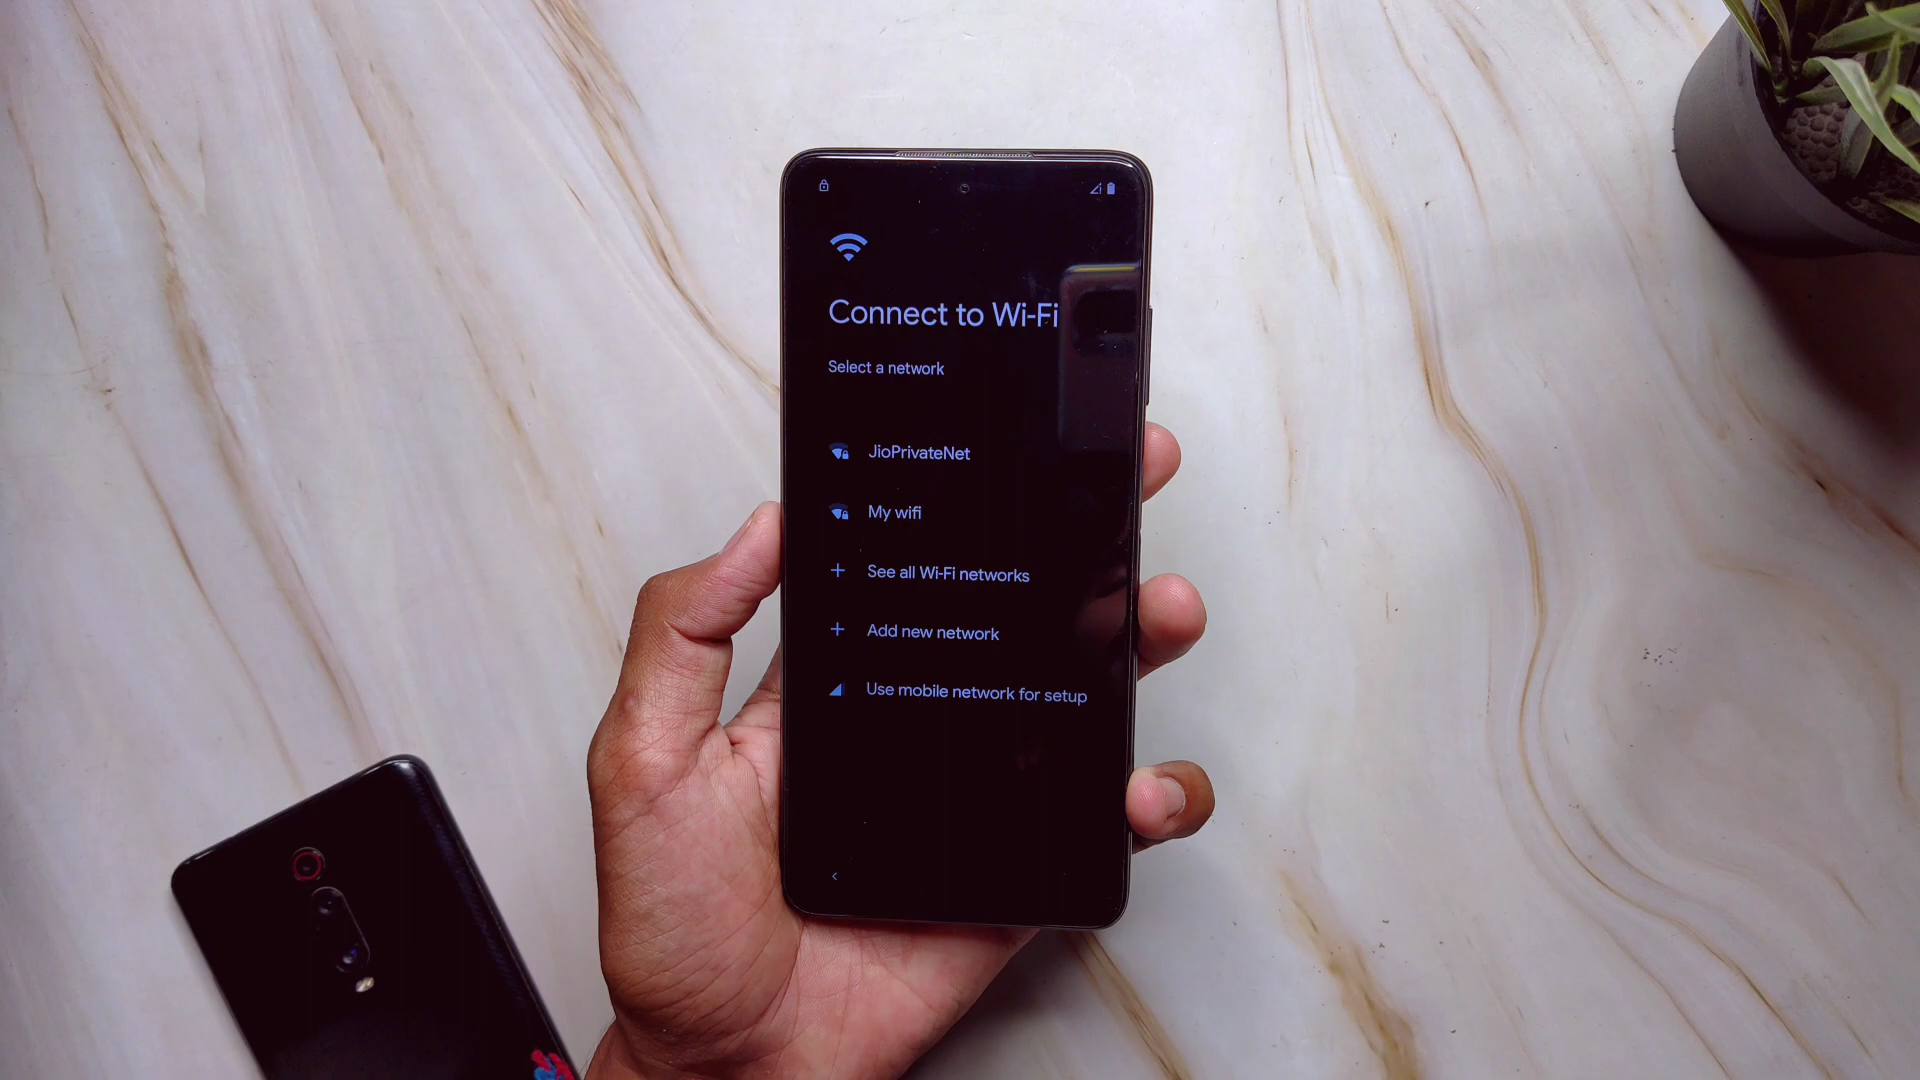 Connect to Wi-Fi
Select a network
JioPrivateNet
My wifi
See all Wi-Fi networks
Add new network
Use mobile network for setup